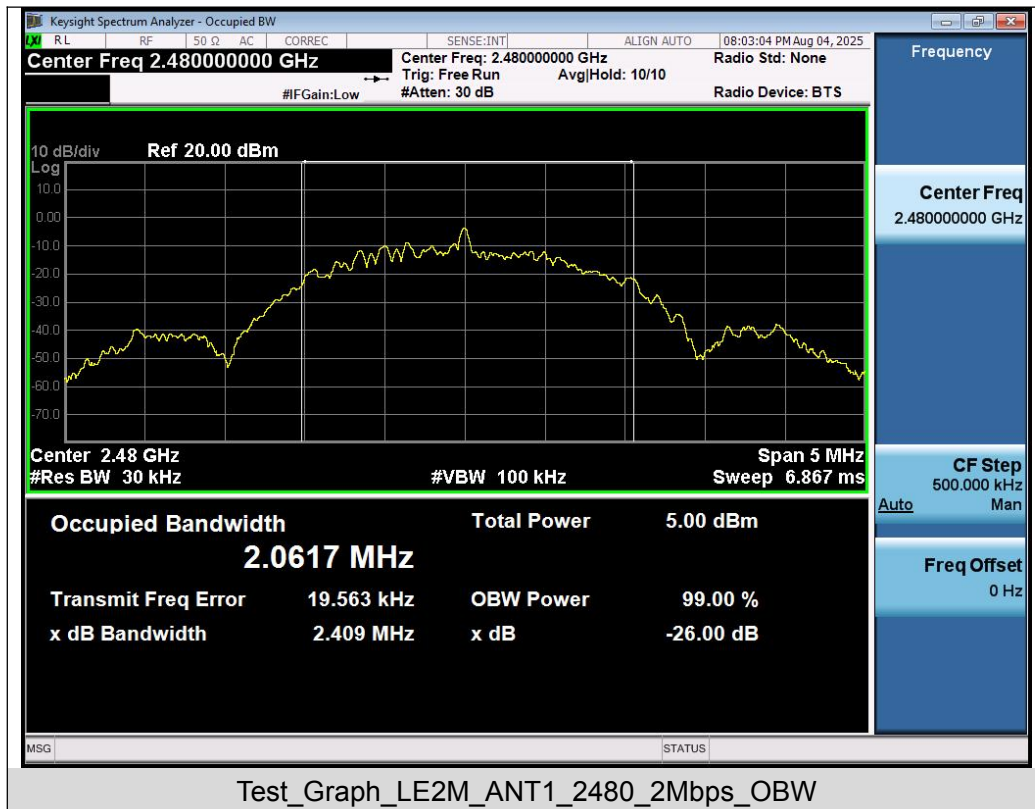 Keysight Spectrum Analyzer - Occupied BW
LXI RL RF 50 Ω AC CORREC SENSE:INT ALIGN AUTO 08:03:04 PM Aug 04, 2025
Center Freq 2.480000000 GHz
Center Freq: 2.480000000 GHz
Radio Std: None
Trig: Free Run Avg|Hold: 10/10
#IFGain:Low
#Atten: 30 dB
Radio Device: BTS
10 dB/div Ref 20.00 dBm
Log
10.0
0.00
-10.0
-20.0
-30.0
-40.0
-50.0
-60.0
-70.0
Center 2.48 GHz
Span 5 MHz
#Res BW 30 kHz
#VBW 100 kHz
Sweep 6.867 ms
Occupied Bandwidth
2.0617 MHz
Total Power 5.00 dBm
Transmit Freq Error 19.563 kHz
OBW Power 99.00 %
x dB Bandwidth 2.409 MHz
x dB -26.00 dB
Frequency
Center Freq
2.480000000 GHz
CF Step
500.000 kHz
Auto Man
Freq Offset
0 Hz
MSG STATUS
Test_Graph_LE2M_ANT1_2480_2Mbps_OBW